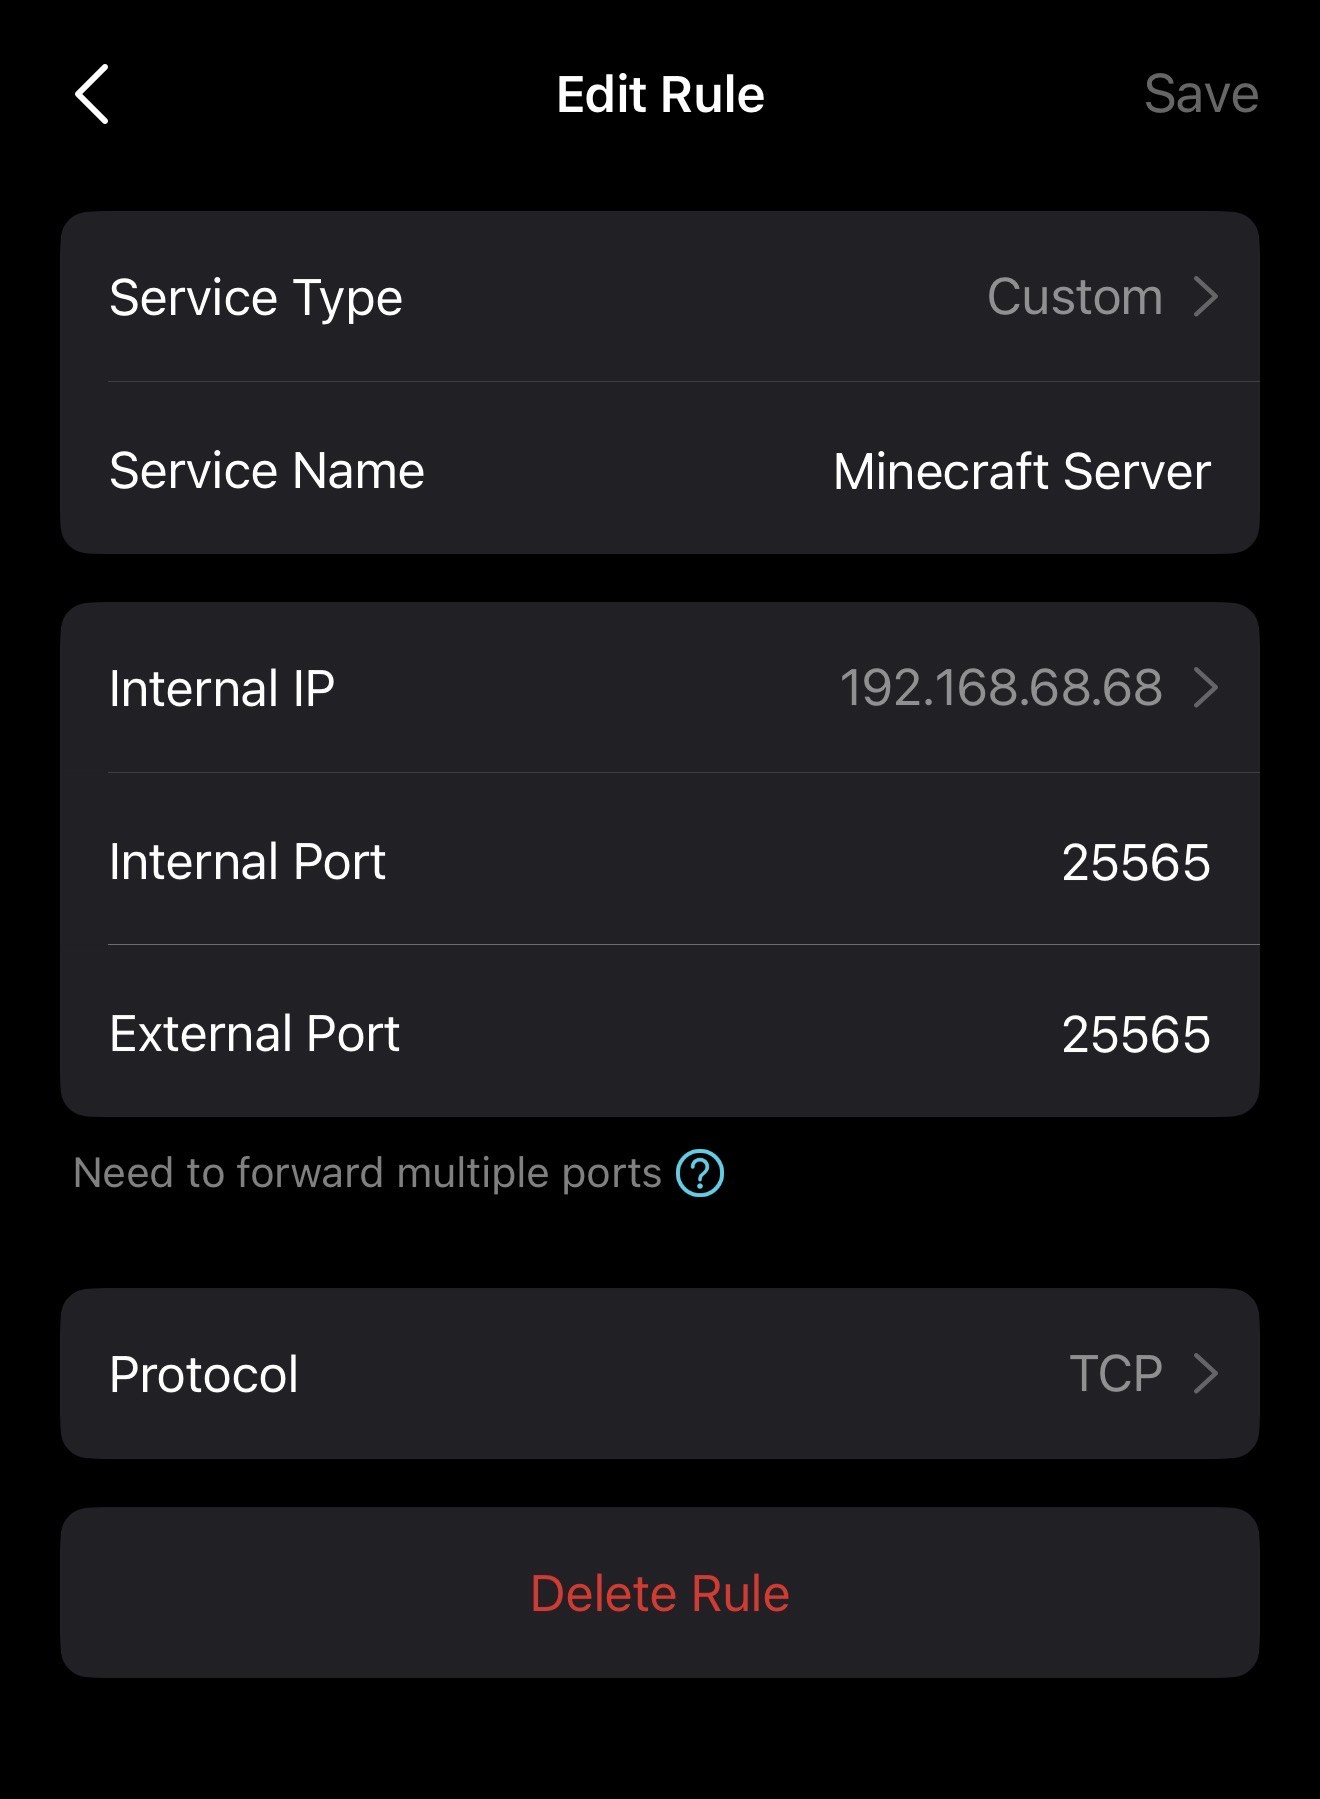 Edit Rule
Save
Service Type
Custom
Service Name
Minecraft Server
Internal IP
192.168.68.68
Internal Port
25565
External Port
25565
Need to forward multiple ports ?
Protocol
TCP
Delete Rule